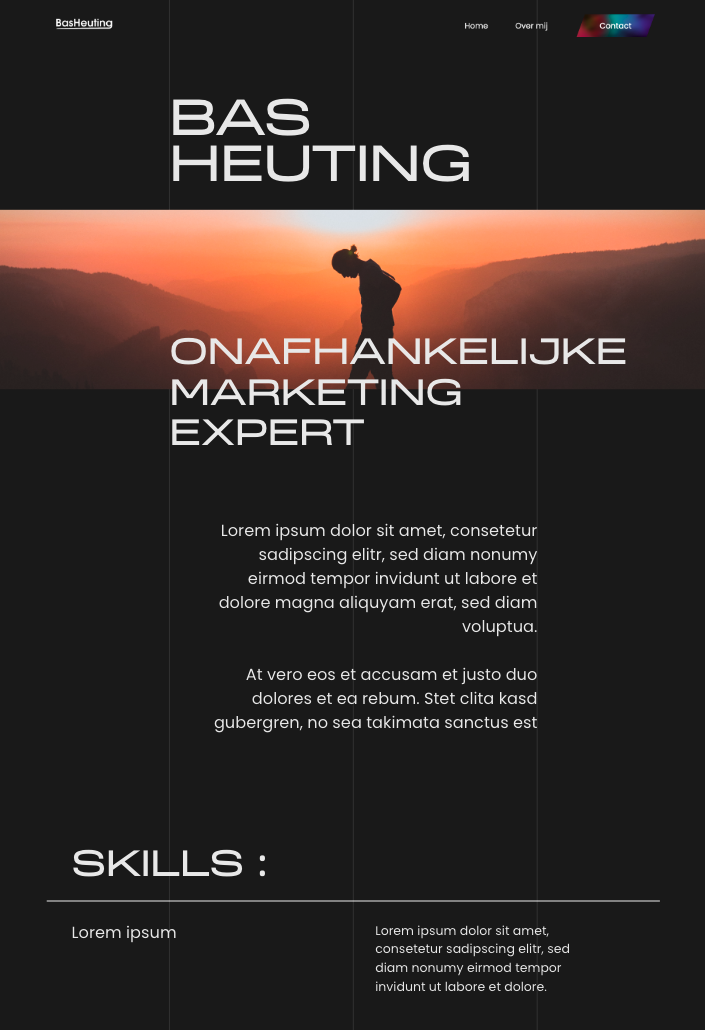 BasHeuting
Home
Over mij
Contact
BAS
HEUTING
ONAFHANKELIJKE
MARKETING
EXPERT
Lorem ipsum dolor sit amet, consetetur
sadipscing elitr, sed diam nonumy
eirmod tempor invidunt ut labore et
dolore magna aliquyam erat, sed diam
voluptua.
At vero eos et accusam et justo duo
dolores et ea rebum. Stet clita kasd
gubergren, no sea takimata sanctus est
SKILLS :
Lorem ipsum
Lorem ipsum dolor sit amet,
consetetur sadipscing elitr, sed
diam nonumy eirmod tempor
invidunt ut labore et dolore.